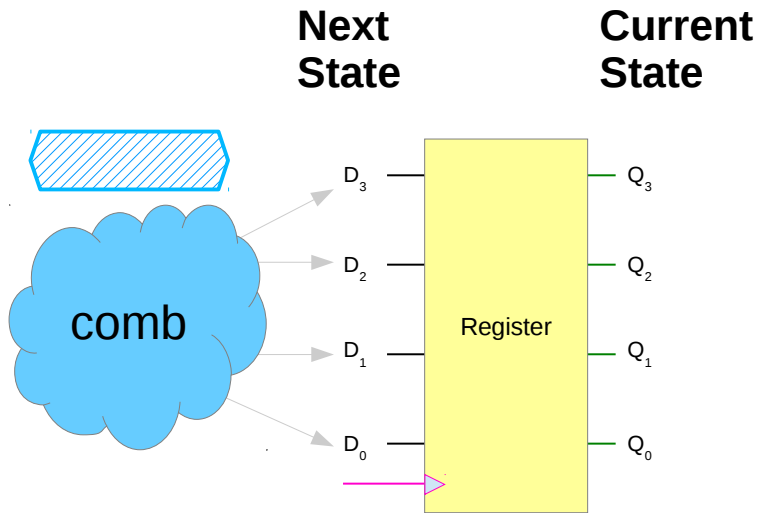 Next
State
Current
State
D3
Q3
D2
Q2
comb
Register
D1
Q1
D0
Q0